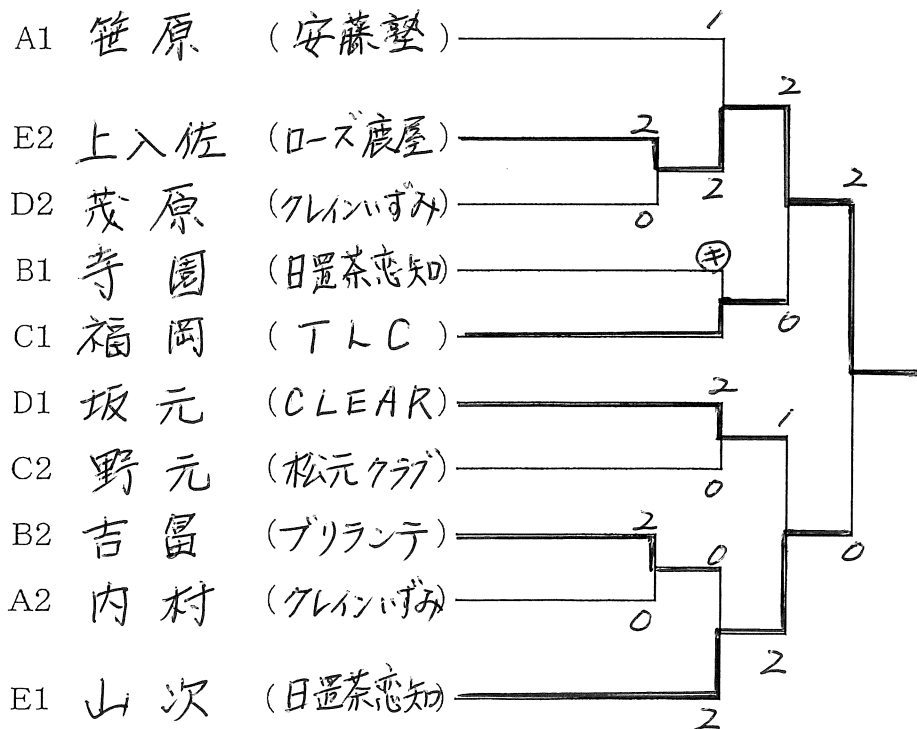 A1 笹原 (安藤塾) 1
2
E2 上入佐 (ローズ鹿屋) 2
D2 茂原 (クレインいずみ) 0 2 2
B1 寺園 (日置茶恋知) キ
C1 福岡 (TLC) 0
D1 坂元 (CLEAR) 2 1
C2 野元 (松元クラブ) 0
B2 吉畠 (ブリランテ) 2 0 0
A2 内村 (クレインいずみ) 0
2
E1 山次 (日置茶恋知) 2